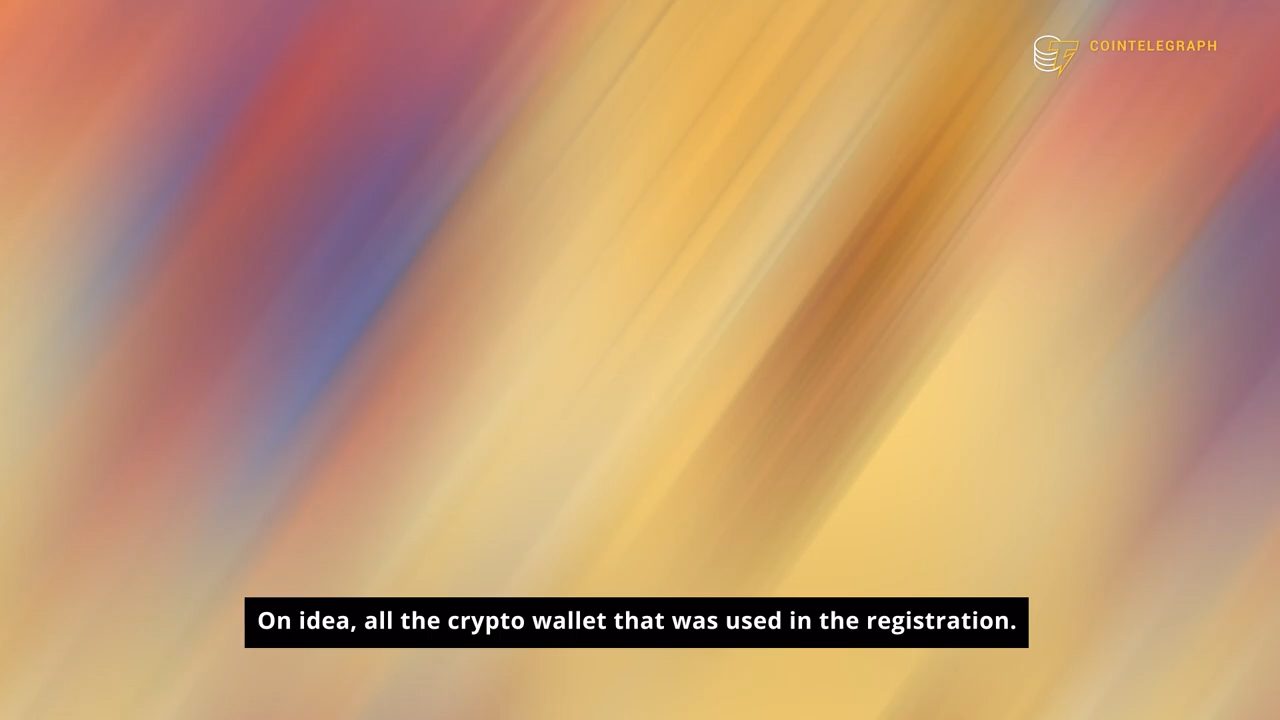 COINTELEGRAPH
On idea, all the crypto wallet that was used in the registration.